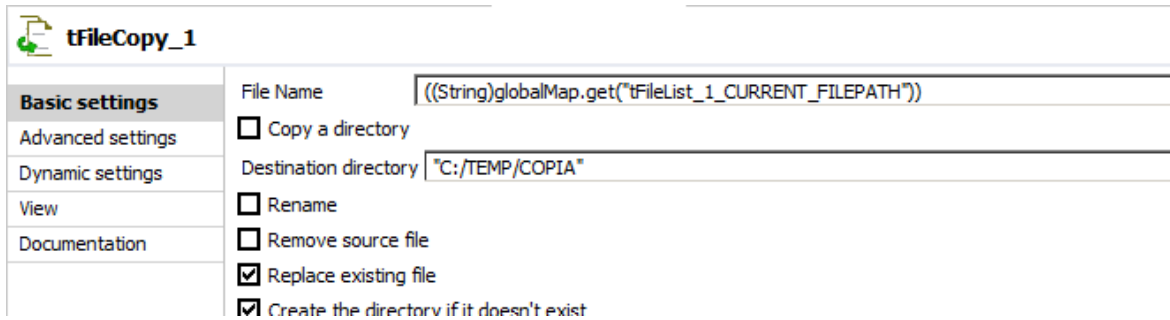 tFileCopy_1
Basic settings
Advanced settings
Dynamic settings
View
Documentation
File Name ((String)globalMap.get("tFileList_1_CURRENT_FILEPATH"))
Copy a directory
Destination directory "C:/TEMP/COPIA"
Rename
Remove source file
Replace existing file
Create the directory if it doesn't exist